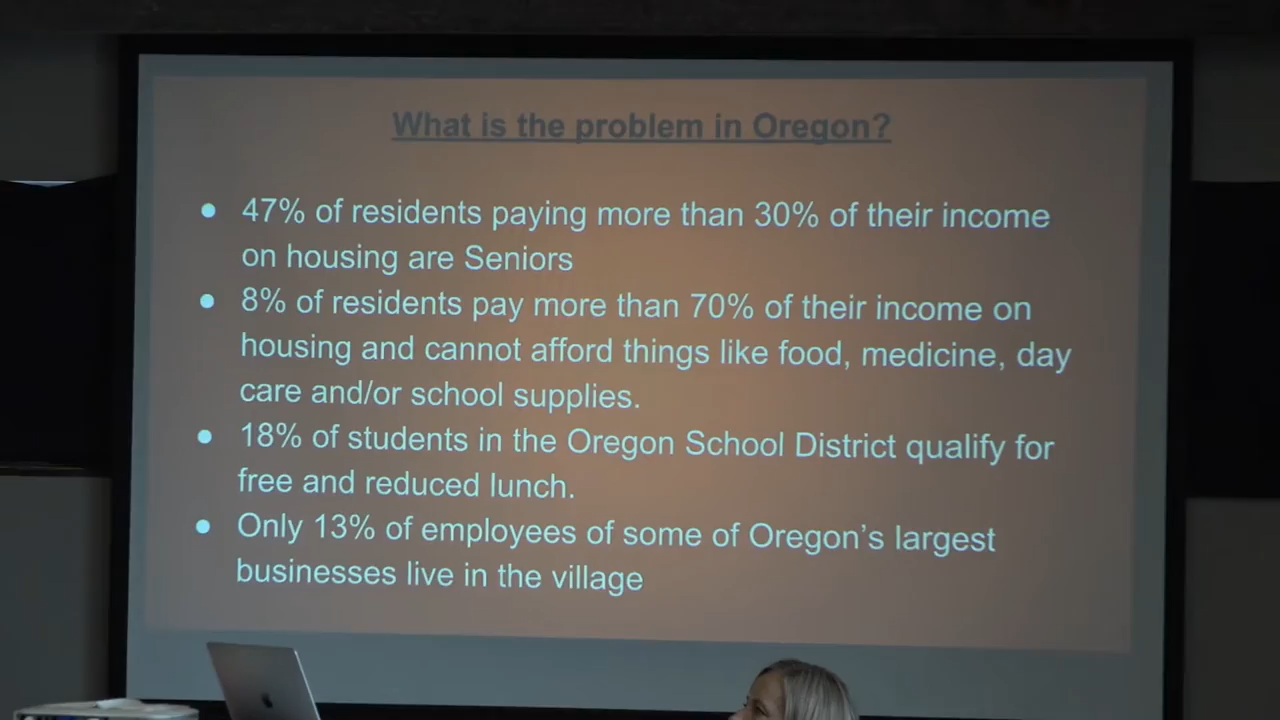 What is the problem in Oregon?
● 47% of residents paying more than 30% of their income
on housing are Seniors
● 8% of residents pay more than 70% of their income on
housing and cannot afford things like food, medicine, day
care and/or school supplies.
● 18% of students in the Oregon School District qualify for
free and reduced lunch.
● Only 13% of employees of some of Oregon's largest
businesses live in the village